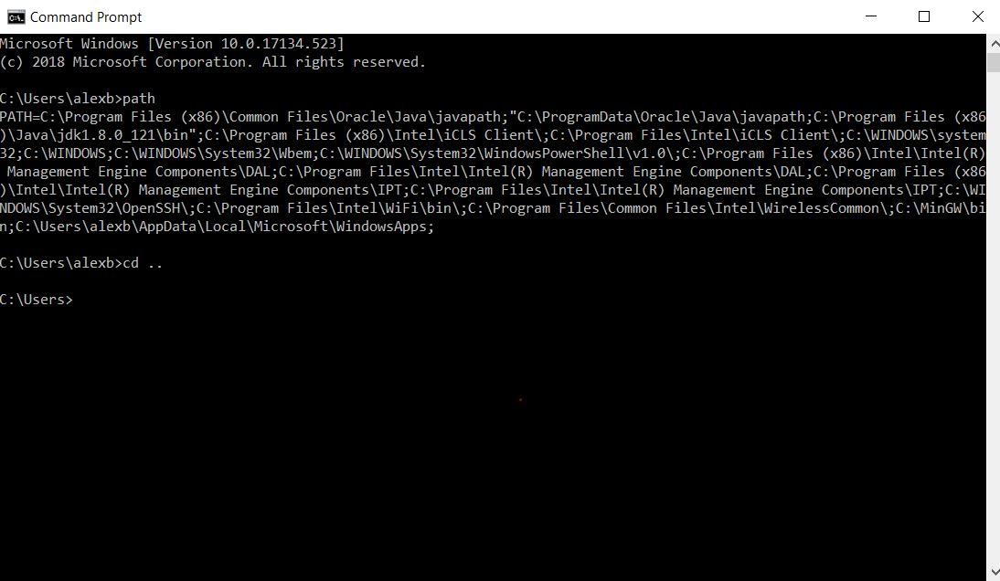 Command Prompt
Microsoft Windows [Version 10.0.17134.523]
(c) 2018 Microsoft Corporation. All rights reserved.
C:\Users\alexb>path
PATH=C:\Program Files (x86)\Common Files\Oracle\Java\javapath;"C:\ProgramData\Oracle\Java\javapath;C:\Program Files (x86
)\Java\jdk1.8.0_121\bin";C:\Program Files (x86)\Intel\iCLS Client\;C:\Program Files\Intel\iCLS Client\;C:\WINDOWS\system
32;C:\WINDOWS;C:\WINDOWS\System32\Wbem;C:\WINDOWS\System32\WindowsPowerShell\v1.0\;C:\Program Files (x86)\Intel\Intel(R)
 Management Engine Components\DAL;C:\Program Files\Intel\Intel(R) Management Engine Components\DAL;C:\Program Files (x86
)\Intel\Intel(R) Management Engine Components\IPT;C:\Program Files\Intel\Intel(R) Management Engine Components\IPT;C:\WI
NDOWS\System32\OpenSSH\;C:\Program Files\Intel\WiFi\bin\;C:\Program Files\Common Files\Intel\WirelessCommon\;C:\MinGW\bi
n;C:\Users\alexb\AppData\Local\Microsoft\WindowsApps;
C:\Users\alexb>cd ..
C:\Users>